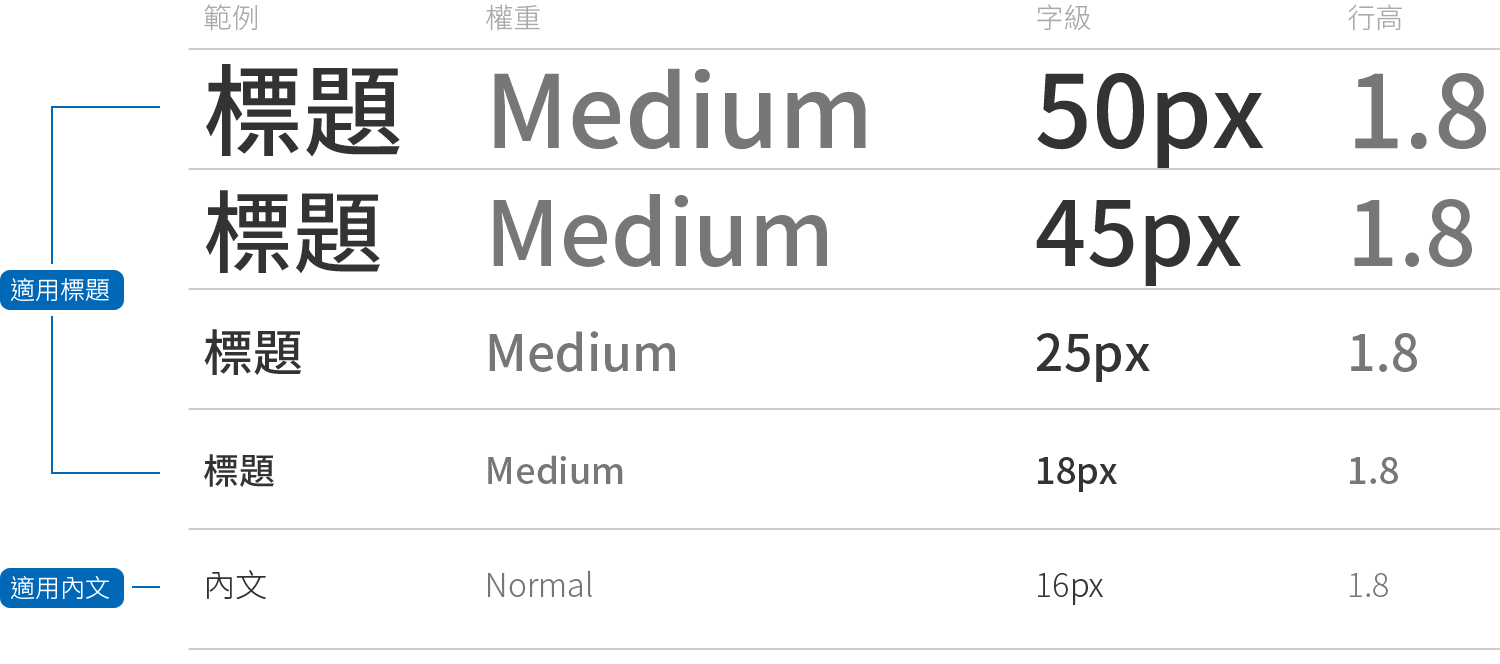 範例 權重 字級 行高
標題 Medium 50px 1.8
標題 Medium 45px 1.8
適用標題
標題 Medium 25px 1.8
標題 Medium 18px 1.8
適用內文 內文 Normal 16px 1.8